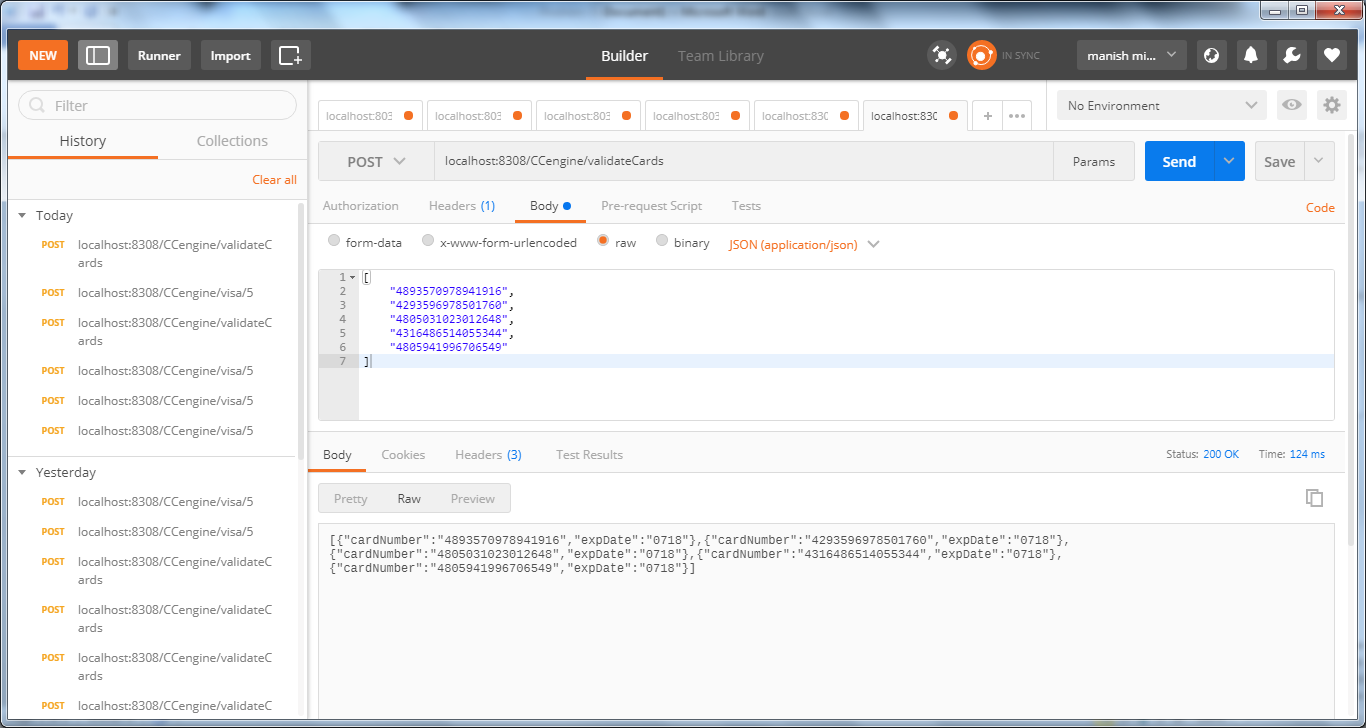 NEW Runner Import Builder Team Library IN SYNC manish mi...
Filter
History Collections
Clear all
Today
POST localhost:8308/CCengine/validateC
ards
POST localhost:8308/CCengine/visa/5
POST localhost:8308/CCengine/validateC
ards
POST localhost:8308/CCengine/visa/5
POST localhost:8308/CCengine/visa/5
POST localhost:8308/CCengine/visa/5
Yesterday
POST localhost:8308/CCengine/visa/5
POST localhost:8308/CCengine/visa/5
POST localhost:8308/CCengine/validateC
ards
POST localhost:8308/CCengine/validateC
ards
POST localhost:8308/CCengine/validateC
ards
POST localhost:8308/CCengine/validateC
localhost:803 localhost:803 localhost:803 localhost:803 localhost:830 localhost:830 + ••• No Environment
POST localhost:8308/CCengine/validateCards Params Send Save
Authorization Headers (1) Body Pre-request Script Tests Code
form-data x-www-form-urlencoded raw binary JSON (application/json)
1 [
2 "4893570978941916",
3 "4293596978501760",
4 "4805031023012648",
5 "4316486514055344",
6 "4805941996706549"
7 ]
Body Cookies Headers (3) Test Results Status: 200 OK Time: 124 ms
Pretty Raw Preview
[{"cardNumber":"4893570978941916","expDate":"0718"},{"cardNumber":"4293596978501760","expDate":"0718"},
{"cardNumber":"4805031023012648","expDate":"0718"},{"cardNumber":"4316486514055344","expDate":"0718"},
{"cardNumber":"4805941996706549","expDate":"0718"}]